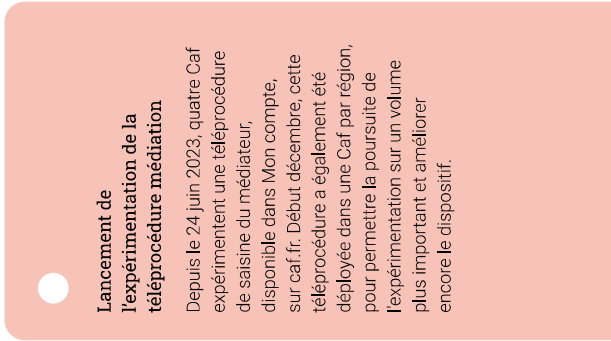 Lancement de
l'expérimentation de la
téléprocédure médiation
Depuis le 24 juin 2023, quatre Caf
expérimentent une téléprocédure
de saisine du médiateur,
disponible dans Mon compte,
sur caf.fr. Début décembre, cette
téléprocédure a également été
déployée dans une Caf par région,
pour permettre la poursuite de
l'expérimentation sur un volume
plus important et améliorer
encore le dispositif.